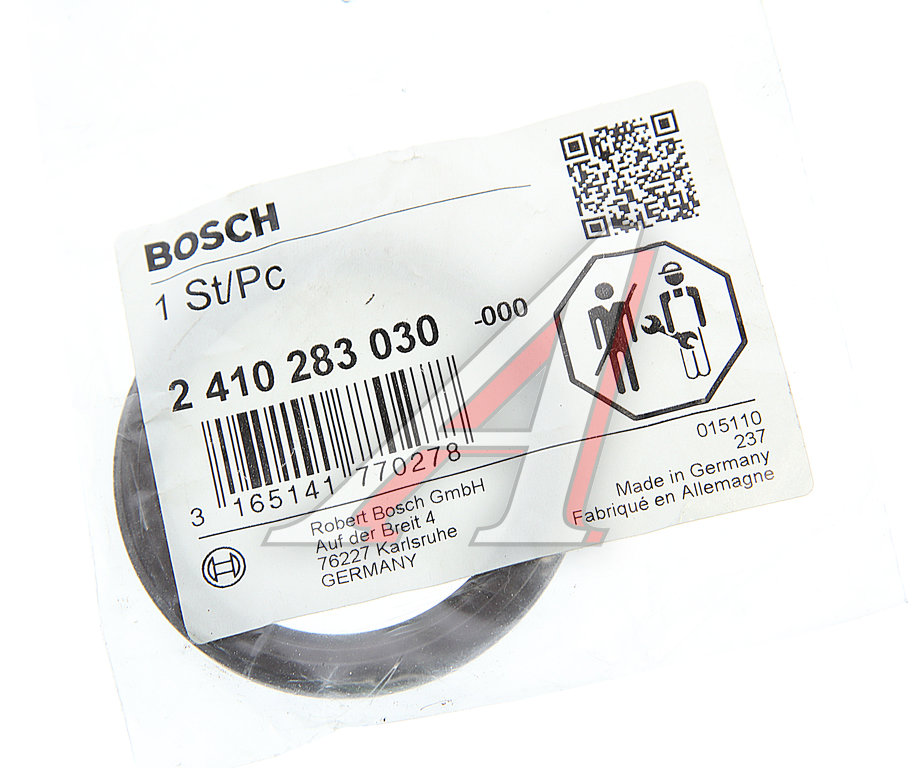 BOSCH
1 St/Pc
2 410 283 030 -000
3 165141 770278
015110
237
Made in Germany
Fabriqué en Allemagne
Robert Bosch GmbH
Auf der Breit 4
76227 Karlsruhe
GERMANY